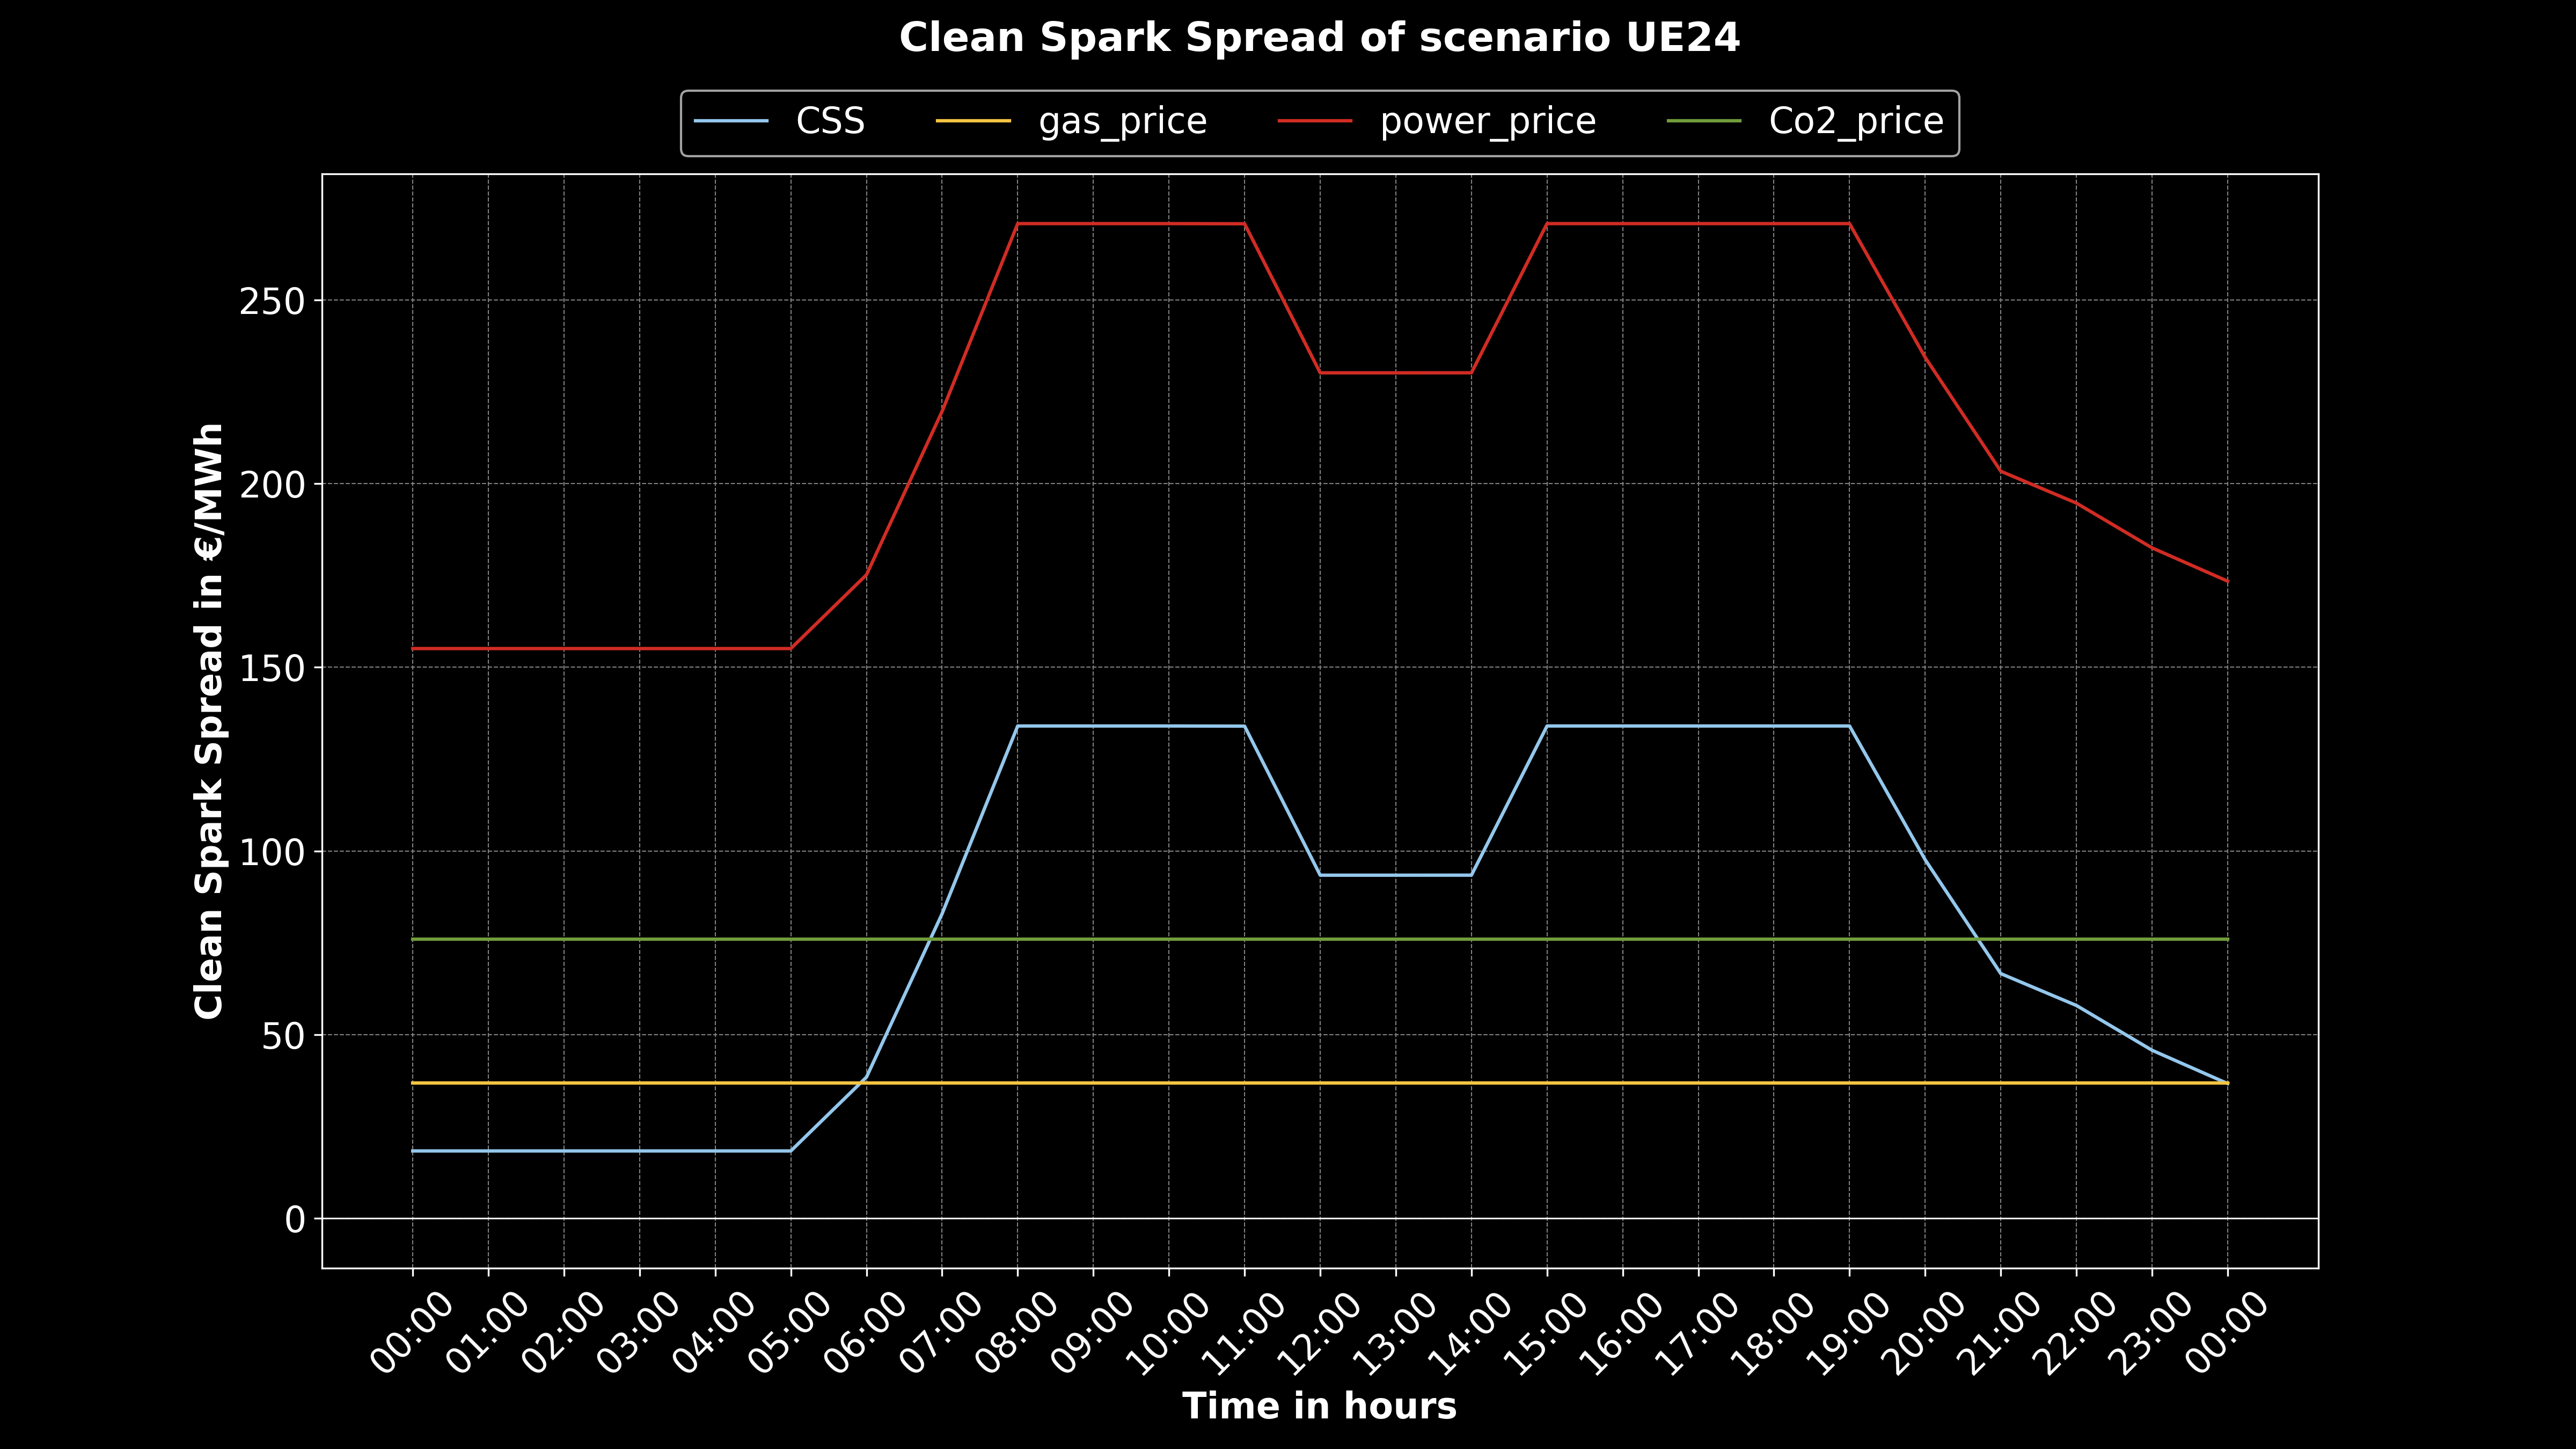 Clean Spark Spread of scenario UE24
CSS gas_price power_price Co2_price
Clean Spark Spread in €/MWh
250
200
150
100
50
0
00:00 01:00 02:00 03:00 04:00 05:00 06:00 07:00 08:00 09:00 10:00 11:00 12:00 13:00 14:00 15:00 16:00 17:00 18:00 19:00 20:00 21:00 22:00 23:00 00:00
Time in hours